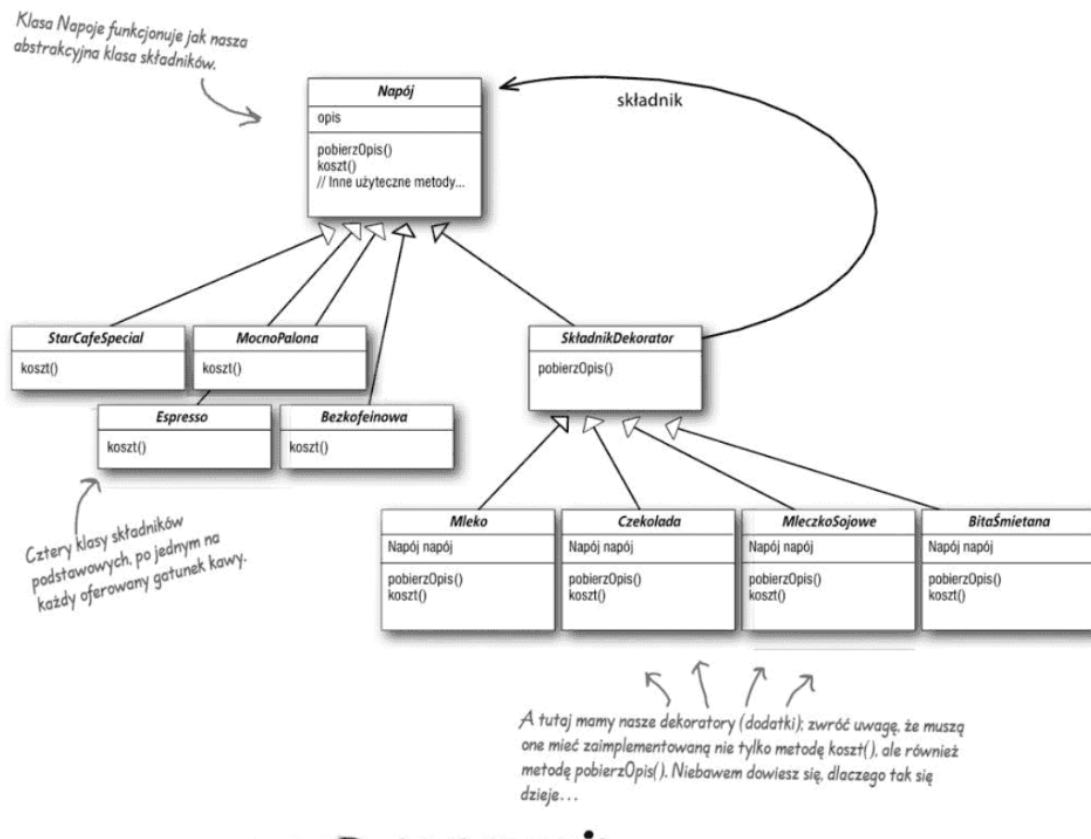 Klasa Napoje funkcjonuje jak nasza
abstrakcyjna klasa składników.
Napój
opis
pobierzOpis()
koszt()
// Inne użyteczne metody...
składnik
StarCafeSpecial
koszt()
MocnoPalona
koszt()
SkładnikDekorator
pobierzOpis()
Espresso
koszt()
Bezkofeinowa
koszt()
Cztery klasy składników
podstawowych, po jednym na
każdy oferowany gatunek kawy.
Mleko
Napój napój
pobierzOpis()
koszt()
Czekolada
Napój napój
pobierzOpis()
koszt()
MleczkoSojowe
Napój napój
pobierzOpis()
koszt()
BitaŚmietana
Napój napój
pobierzOpis()
koszt()
A tutaj mamy nasze dekoratory (dodatki); zwróć uwagę, że muszą
one mieć zaimplementowaną nie tylko metodę koszt(), ale również
metodę pobierzOpis(). Niebawem dowiesz się, dlaczego tak się
dzieje...